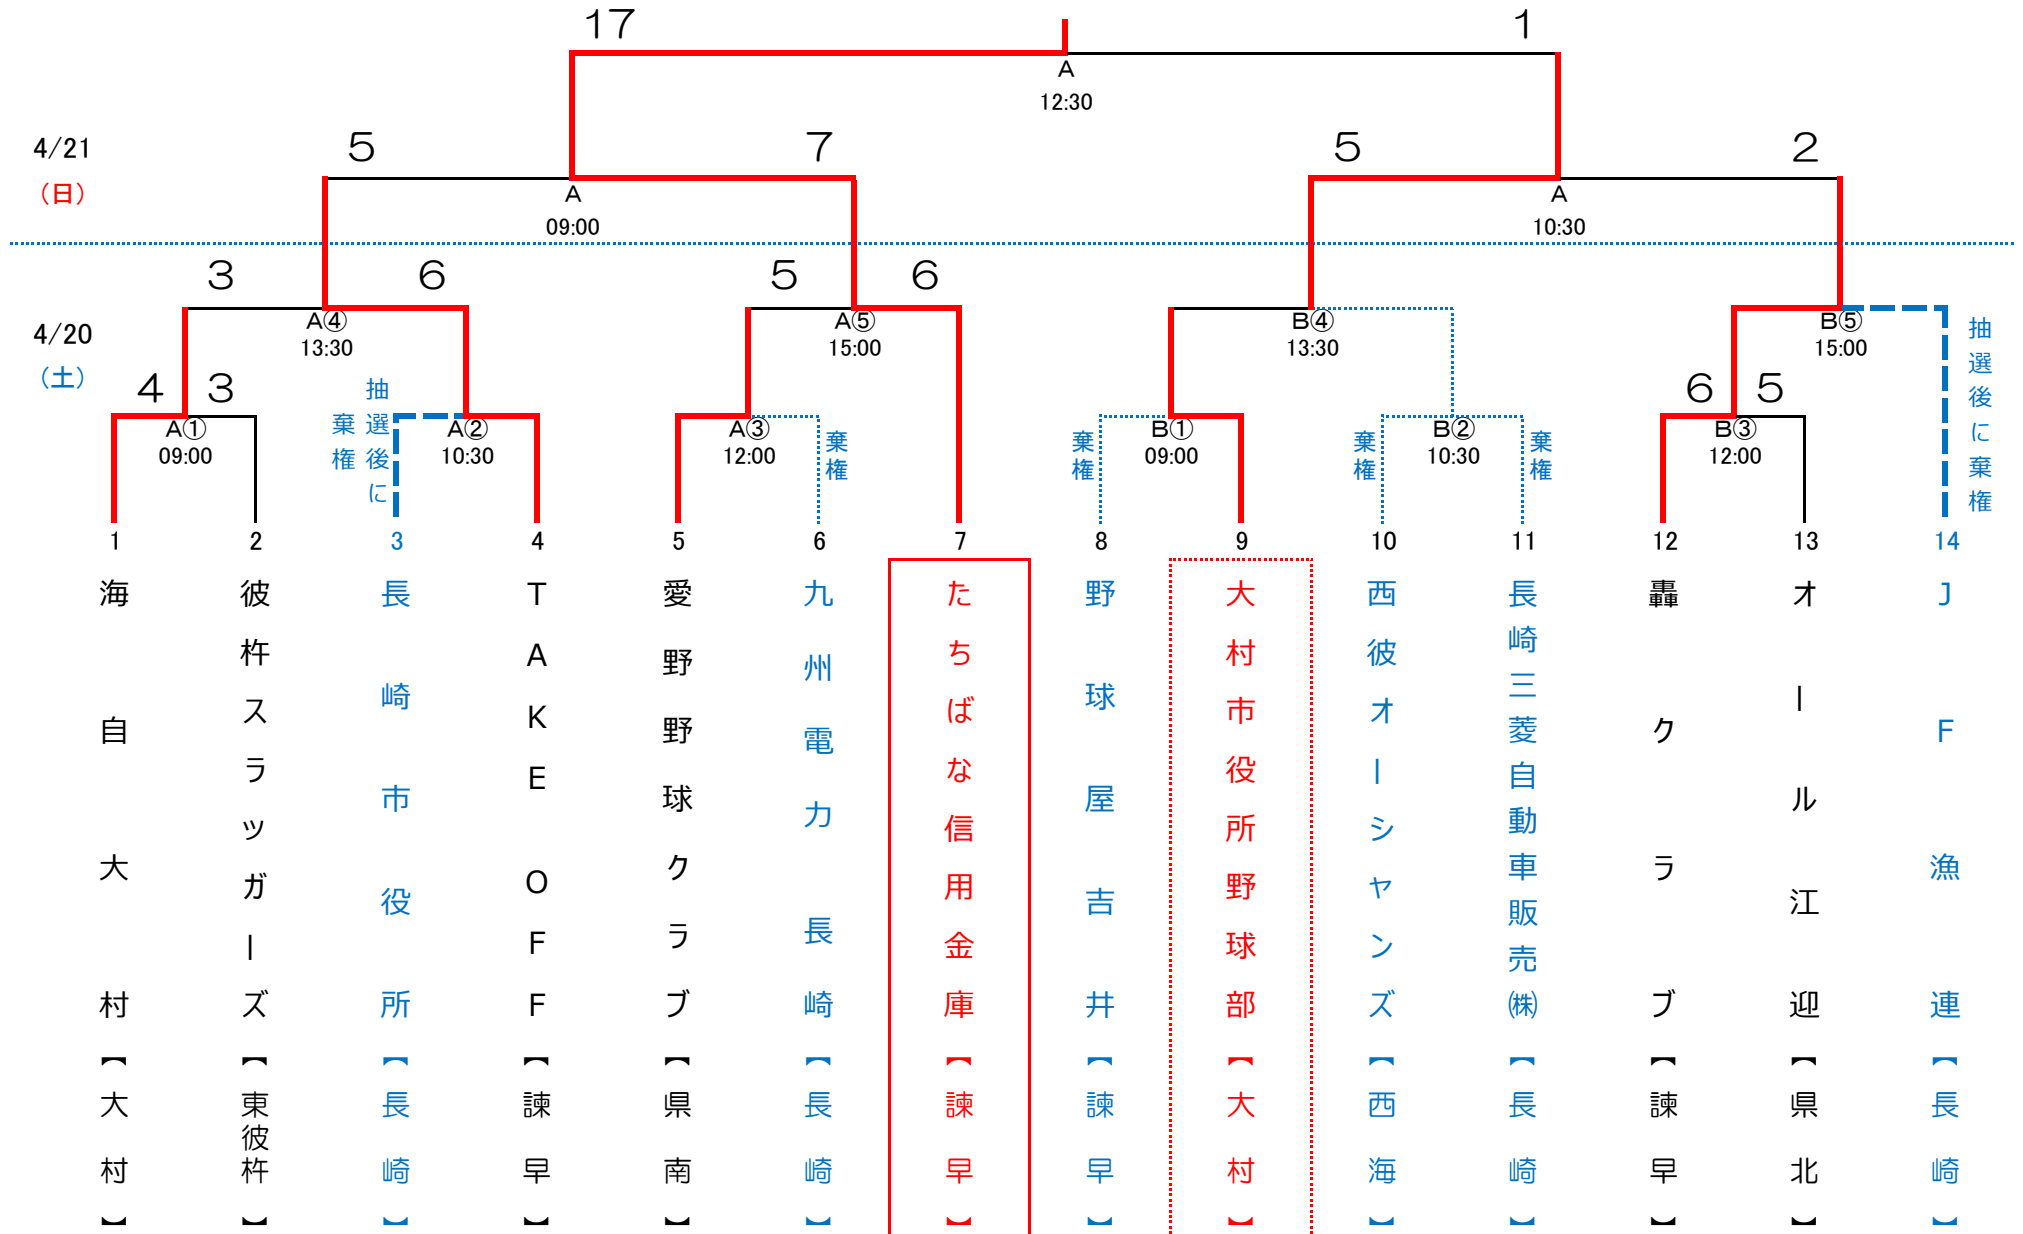 17
1
A
12:30
4/21
（日）
5
7
5
2
A
09:00
A
10:30
3
6
5
6
4/20
（土）
A④
13:30
A⑤
15:00
B④
13:30
B⑤
15:00
4
3
6
5
A①
09:00
抽選後に
棄権
A②
10:30
A③
12:00
棄権
棄権
B①
09:00
棄権
B②
10:30
棄権
B③
12:00
抽選後に棄権
1
2
3
4
5
6
7
8
9
10
11
12
13
14
海自大村【大村】
彼杵スラッガーズ【東彼杵】
長崎市役所【長崎】
TAKE OFF【諫早】
愛野野球クラブ【県南】
九州電力 長崎【長崎】
たちばな信用金庫【諫早】
野球屋吉井【諫早】
大村市役所野球部【大村】
西彼オーシャンズ【西海】
長崎三菱自動車販売㈱【長崎】
轟クラブ【諫早】
オール江迎【県北】
JF漁連【長崎】